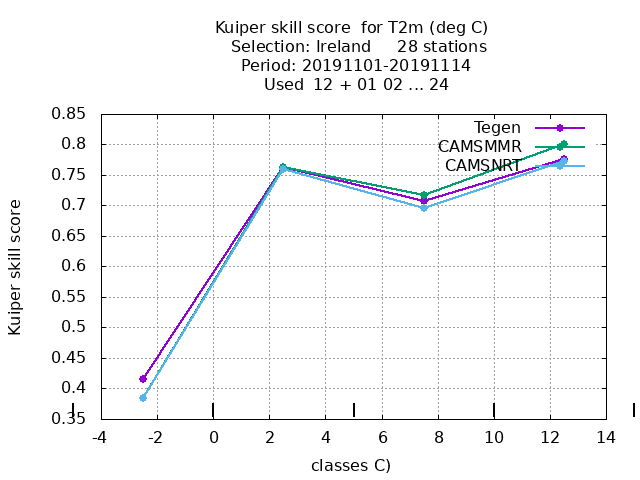 Kuiper skill score  for T2m (deg C)
Selection: Ireland     28 stations
Period: 20191101-20191114
Used  12 + 01 02 ... 24
Tegen
CAMSMMR
CAMSNRT
0.85
0.8
0.75
0.7
0.65
0.6
0.55
0.5
0.45
0.4
0.35
Kuiper skill score
-4 -2 0 2 4 6 8 10 12 14
classes C)